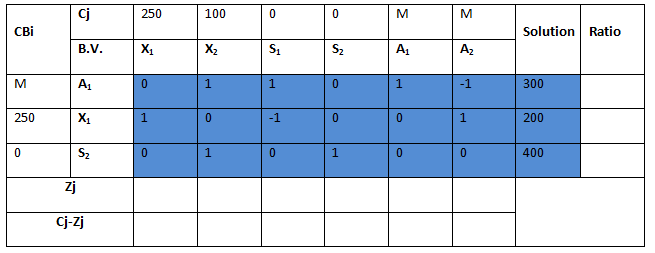 CBi Cj 250 100 0 0 M M Solution Ratio
B.V. X1 X2 S1 S2 A1 A2
M A1 0 1 1 0 1 -1 300
250 X1 1 0 -1 0 0 1 200
0 S2 0 1 0 1 0 0 400
Zj
Cj-Zj